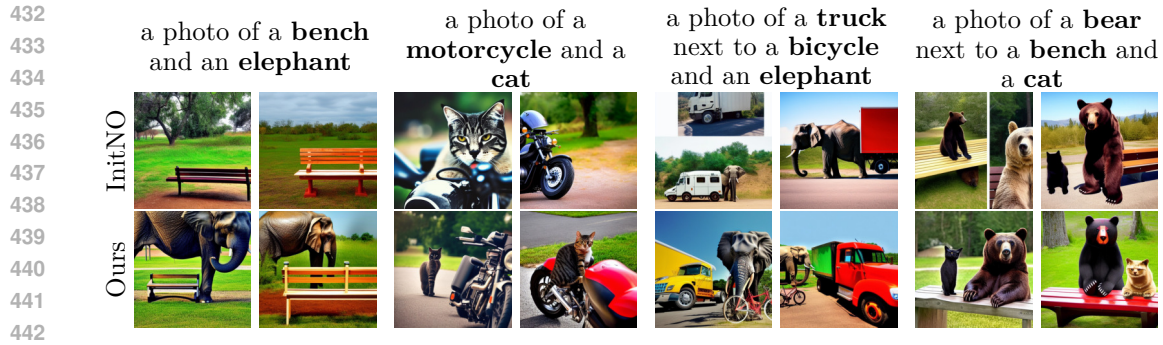 432
433
434
435
436
437
438
439
440
441
442
a photo of a bench
and an elephant
a photo of a
motorcycle and a
cat
a photo of a truck
next to a bicycle
and an elephant
a photo of a bear
next to a bench and
a cat
InitNO
Ours